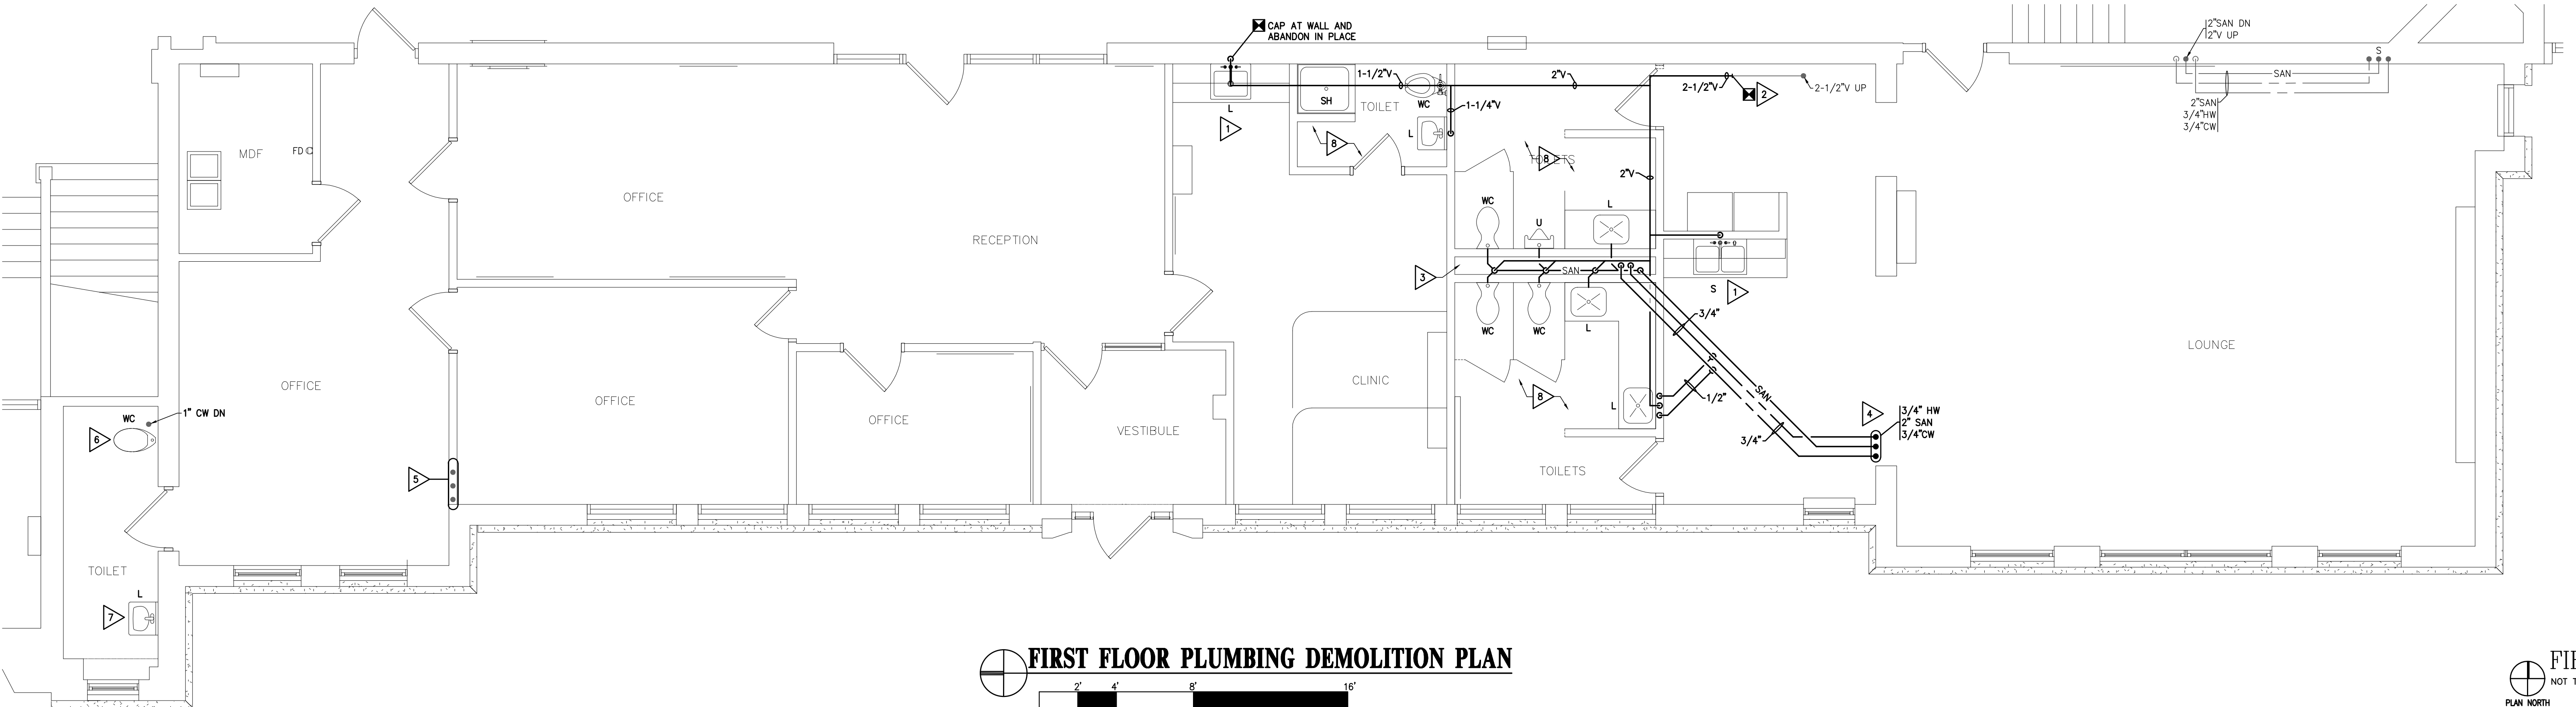 CAP AT WALL AND
ABANDON IN PLACE
2"SAN DN
2"V UP
S
SAN
2"SAN
3/4"HW
3/4"CW
MDF
FD
OFFICE
RECEPTION
L
1
SH
TOILET
1-1/2"V
WC
1-1/4"V
L
8
2"V
2-1/2"V
2
2-1/2"V UP
TOILETS
8
2"V
WC
U
L
3
SAN
S
1
WC
WC
L
3/4"
LOUNGE
OFFICE
OFFICE
OFFICE
VESTIBULE
CLINIC
8
L
1/2"
SAN
3/4"
4
3/4" HW
2" SAN
3/4"CW
TOILETS
WC
1" CW DN
6
5
TOILET
L
7
FIRST FLOOR PLUMBING DEMOLITION PLAN
2'
4'
8'
16'
NOT
PLAN NORTH